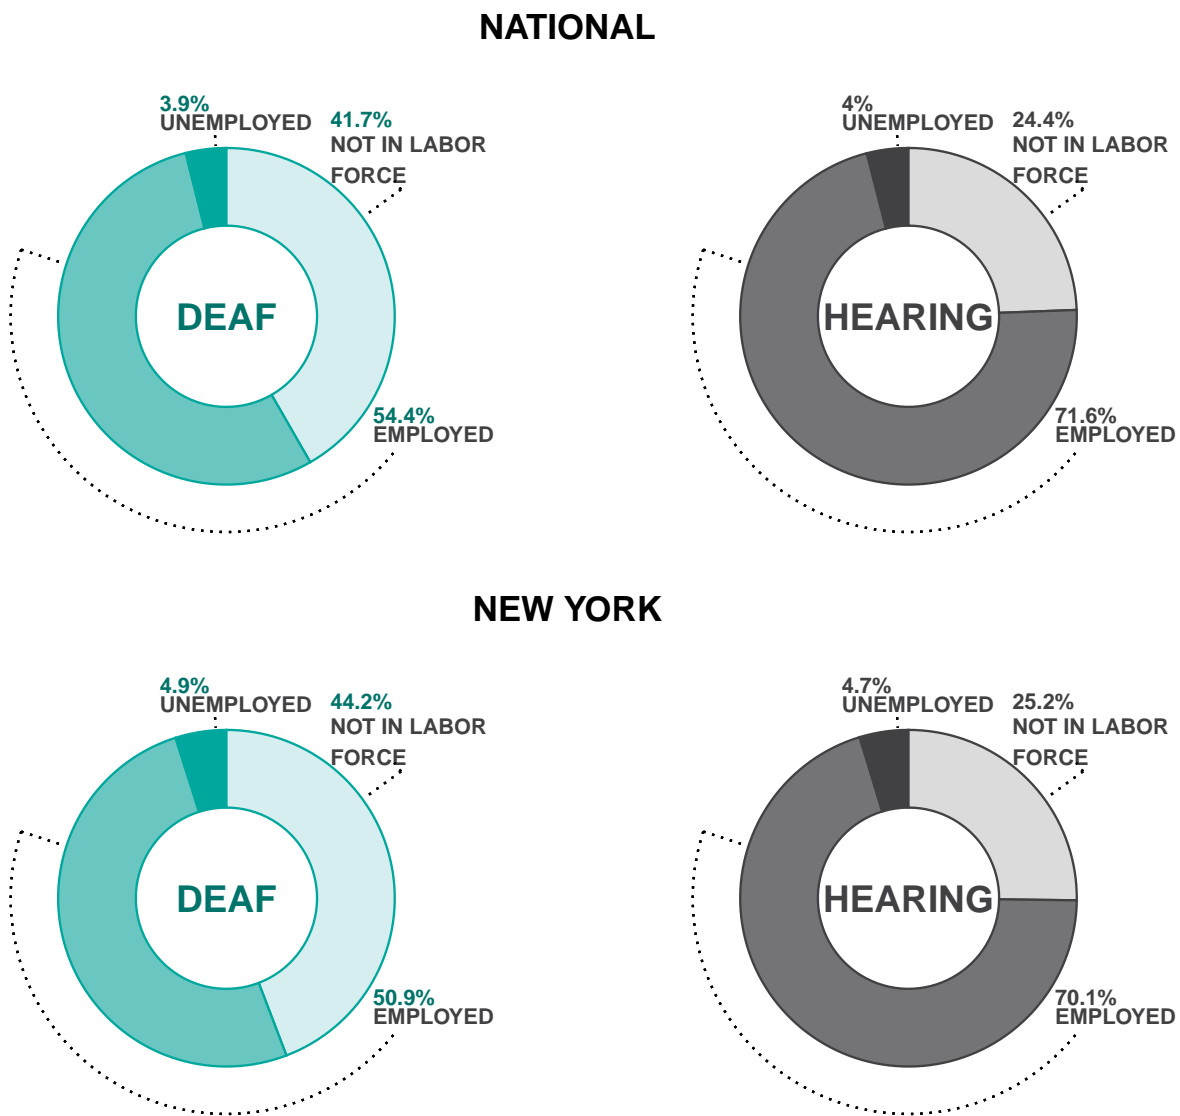 NATIONAL
3.9%
UNEMPLOYED
41.7%
NOT IN LABOR
FORCE
DEAF
54.4%
EMPLOYED
4%
UNEMPLOYED
24.4%
NOT IN LABOR
FORCE
HEARING
71.6%
EMPLOYED
NEW YORK
4.9%
UNEMPLOYED
44.2%
NOT IN LABOR
FORCE
DEAF
50.9%
EMPLOYED
4.7%
UNEMPLOYED
25.2%
NOT IN LABOR
FORCE
HEARING
70.1%
EMPLOYED